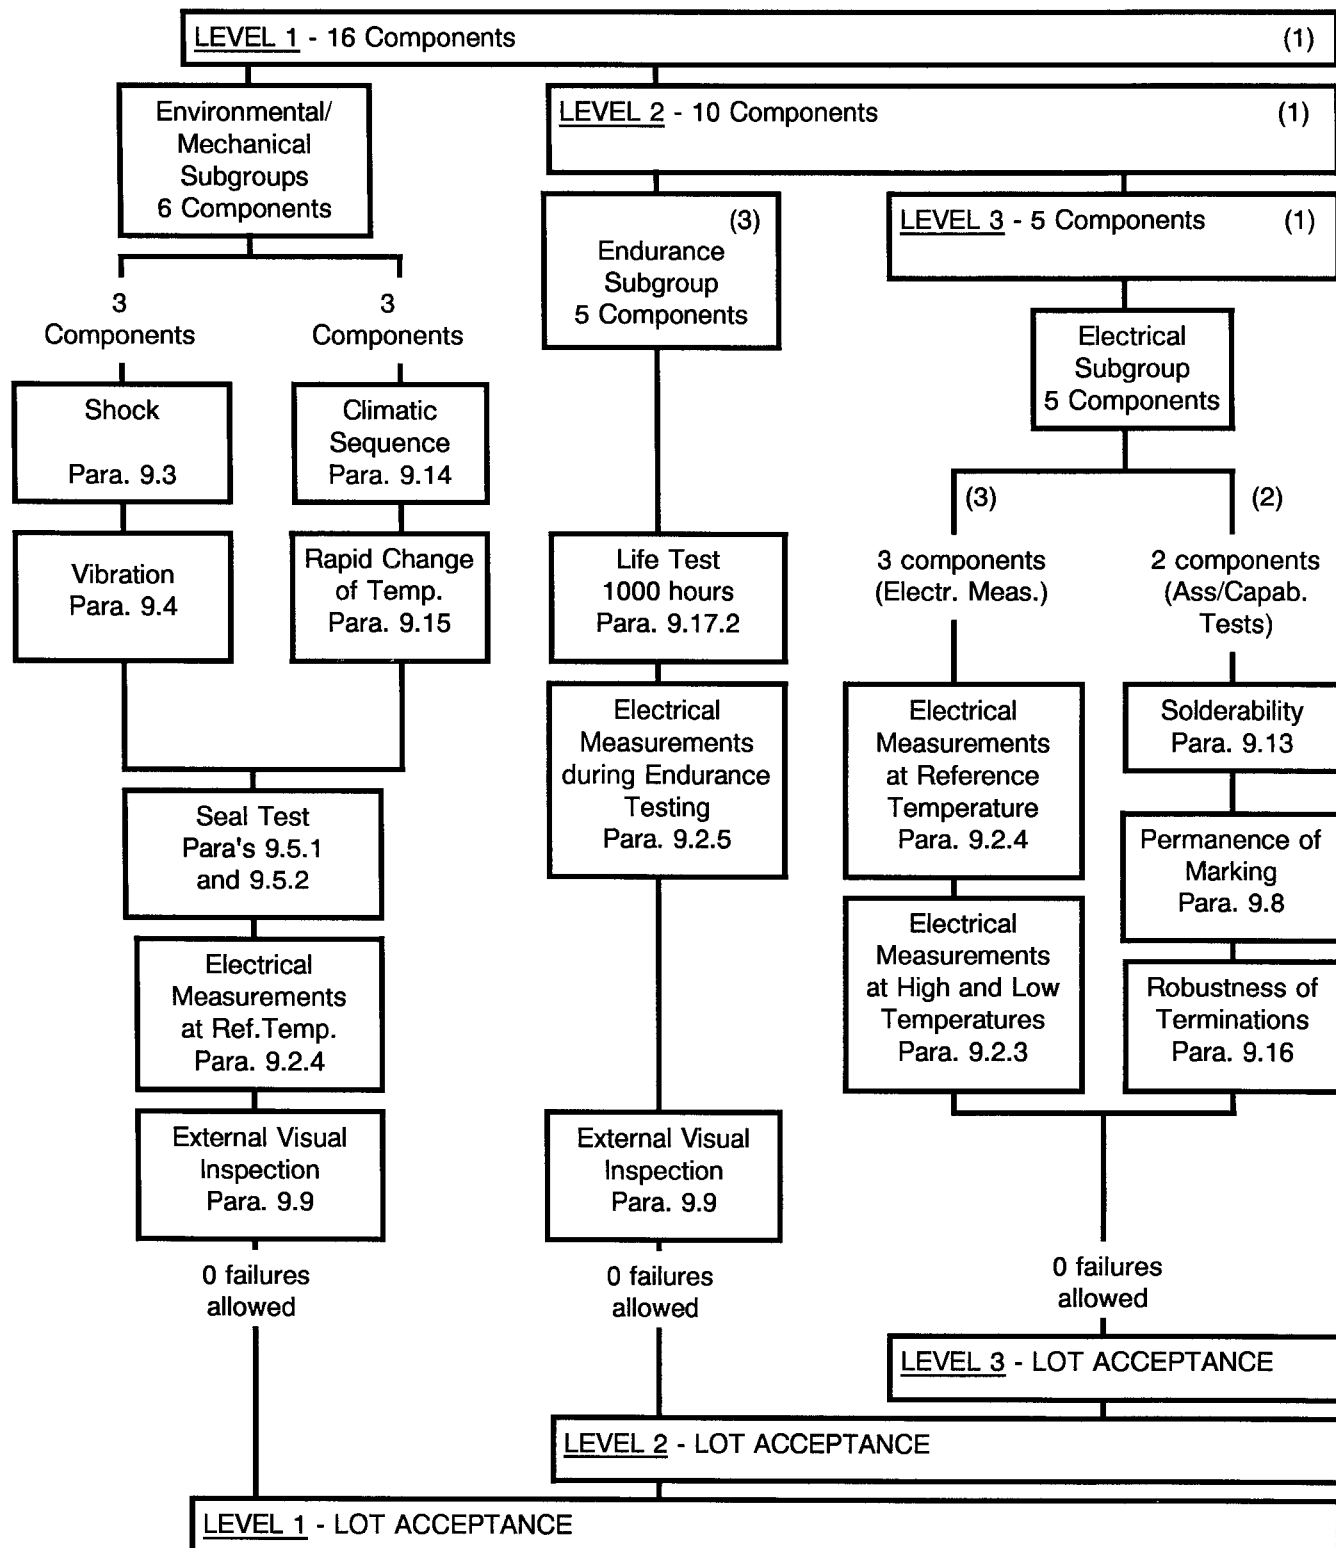 LEVEL 1 - 16 Components (1)
Environmental/
Mechanical
Subgroups
6 Components
LEVEL 2 - 10 Components (1)
(3)
Endurance
Subgroup
5 Components
LEVEL 3 - 5 Components (1)
Electrical
Subgroup
5 Components
3
Components
3
Components
Shock
Para. 9.3
Climatic
Sequence
Para. 9.14
Vibration
Para. 9.4
Rapid Change
of Temp.
Para. 9.15
Seal Test
Para's 9.5.1
and 9.5.2
Electrical
Measurements
at Ref.Temp.
Para. 9.2.4
External Visual
Inspection
Para. 9.9
0 failures
allowed
Life Test
1000 hours
Para. 9.17.2
Electrical
Measurements
during Endurance
Testing
Para. 9.2.5
External Visual
Inspection
Para. 9.9
0 failures
allowed
(3)
3 components
(Electr. Meas.)
(2)
2 components
(Ass/Capab.
Tests)
Electrical
Measurements
at Reference
Temperature
Para. 9.2.4
Electrical
Measurements
at High and Low
Temperatures
Para. 9.2.3
Solderability
Para. 9.13
Permanence of
Marking
Para. 9.8
Robustness of
Terminations
Para. 9.16
0 failures
allowed
LEVEL 3 - LOT ACCEPTANCE
LEVEL 2 - LOT ACCEPTANCE
LEVEL 1 - LOT ACCEPTANCE